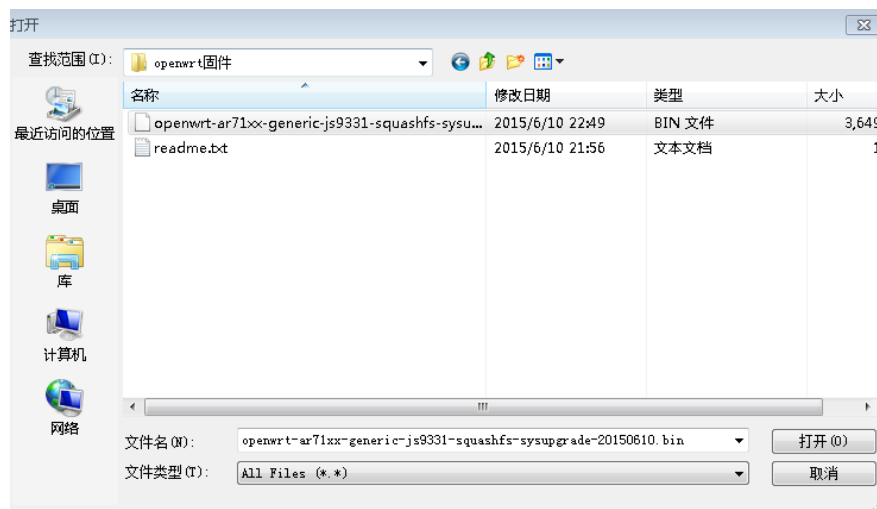 打开
查找范围(I):
openwrt固件
名称 修改日期 类型 大小
openwrt-ar71xx-generic-js9331-squashfs-sysu... 2015/6/10 22:49 BIN 文件 3,649
readme.txt 2015/6/10 21:56 文本文档 1
最近访问的位置
桌面
库
计算机
网络
文件名(N): openwrt-ar71xx-generic-js9331-squashfs-sysupgrade-20150610.bin 打开(O)
文件类型(T): All Files (*.*) 取消